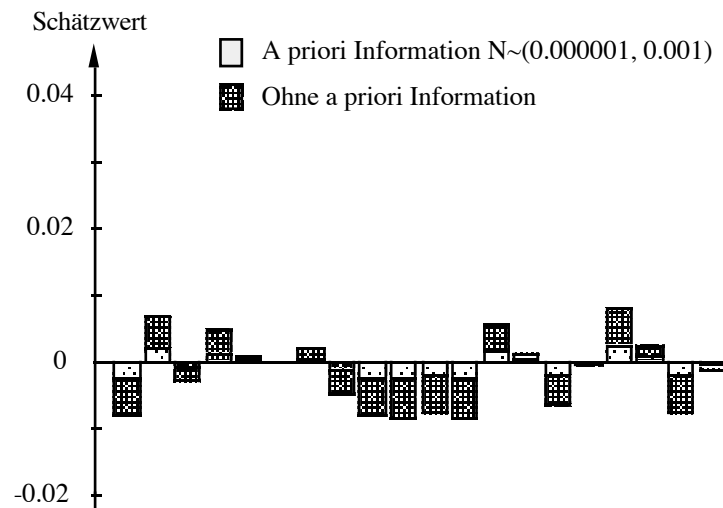 Schätzwert
A priori Information N~(0.000001, 0.001)
Ohne a priori Information
0.04
0.02
0
-0.02